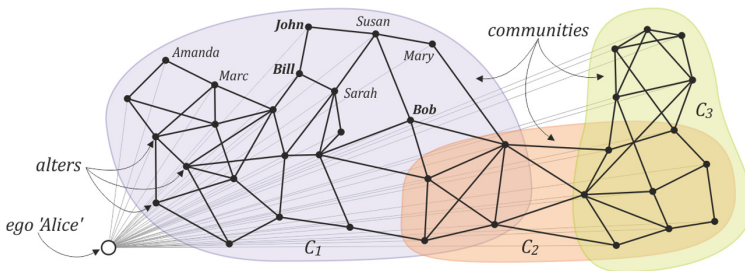 John
Susan
communities
Amanda
Mary
Bill
Marc
Sarah
Bob
C3
alters
ego 'Alice'
C1
C2